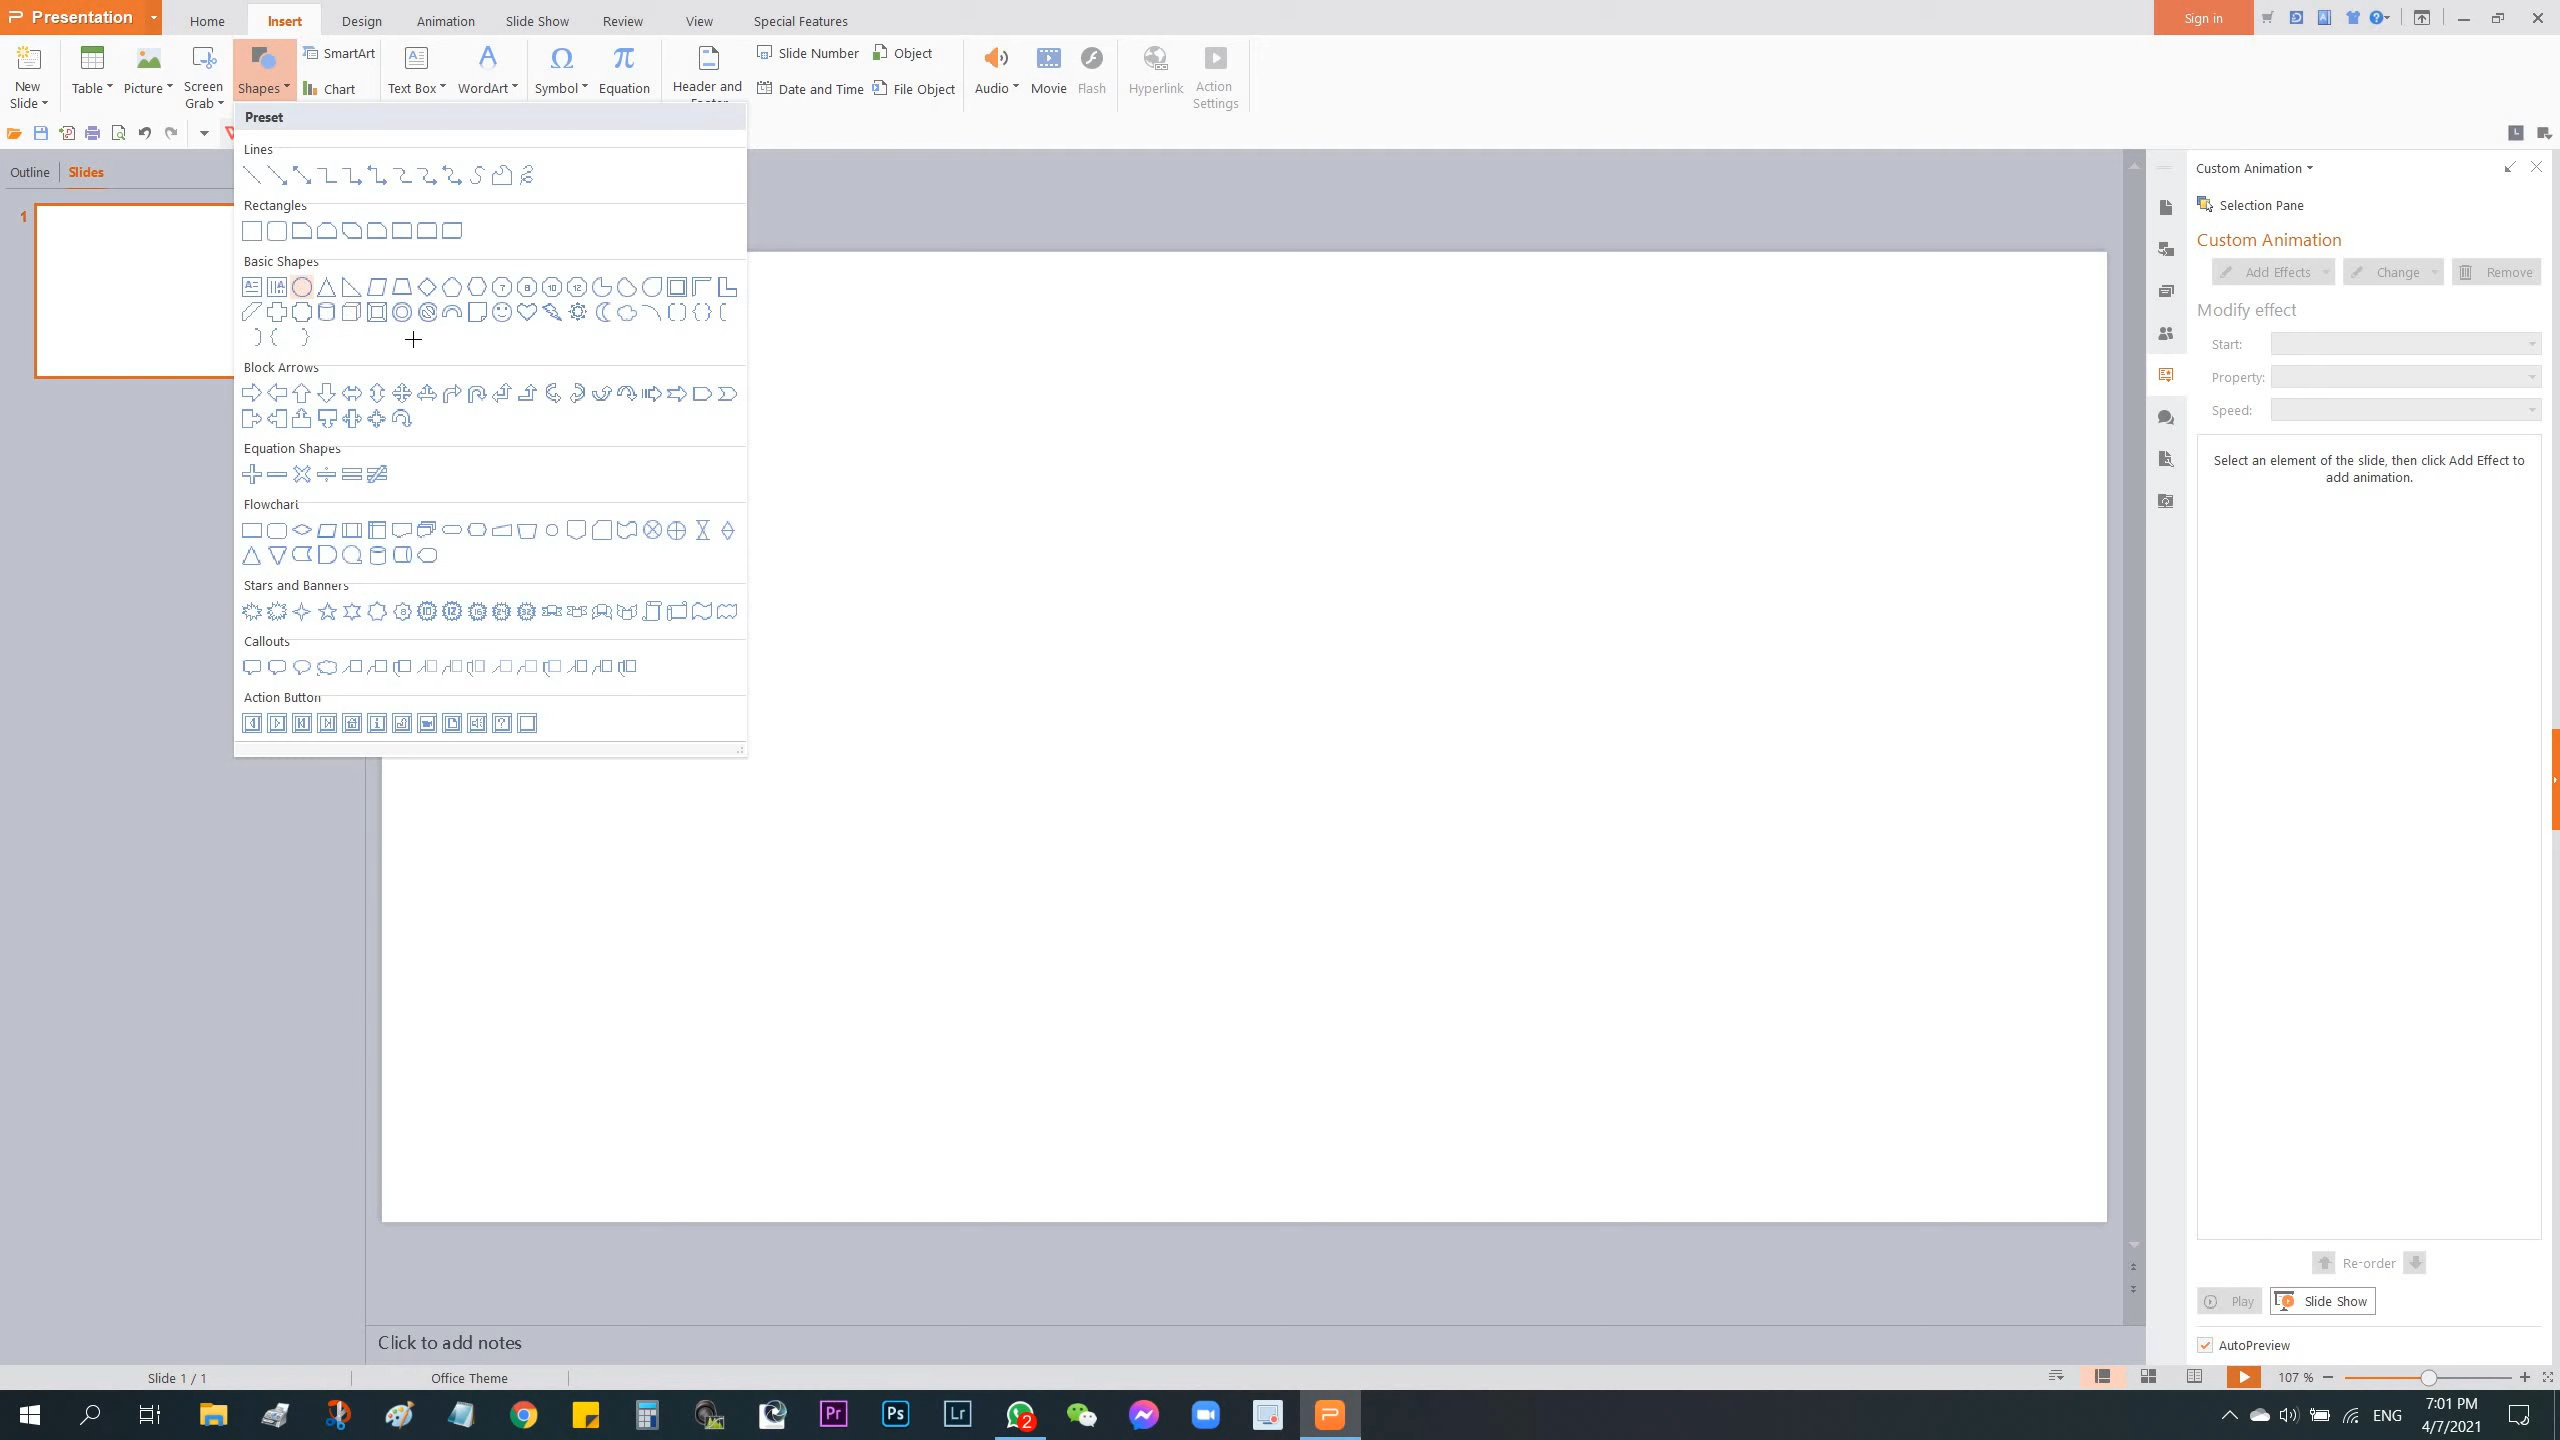 Presentation
Home
Insert
Design
Animation
Slide Show
Review
View
Special Features
Sign in
New Slide
Table
Picture
Screen Grab
Shapes
SmartArt
Chart
Text Box
WordArt
Symbol
Equation
Header and
Slide Number
Date and Time
Object
File Object
Audio
Movie
Flash
Hyperlink
Action Settings
Preset
Lines
Rectangles
Basic Shapes
Block Arrows
Equation Shapes
Flowchart
Stars and Banners
Callouts
Action Button
Outline
Slides
1
Custom Animation
Selection Pane
Custom Animation
Add Effects
Change
Remove
Modify effect
Start:
Property:
Speed:
Select an element of the slide, then click Add Effect to
add animation.
Re-order
Play
Slide Show
AutoPreview
Click to add notes
Slide 1 / 1
Office Theme
107 %
Pr
Ps
Lr
2
ENG
7:01 PM
4/7/2021